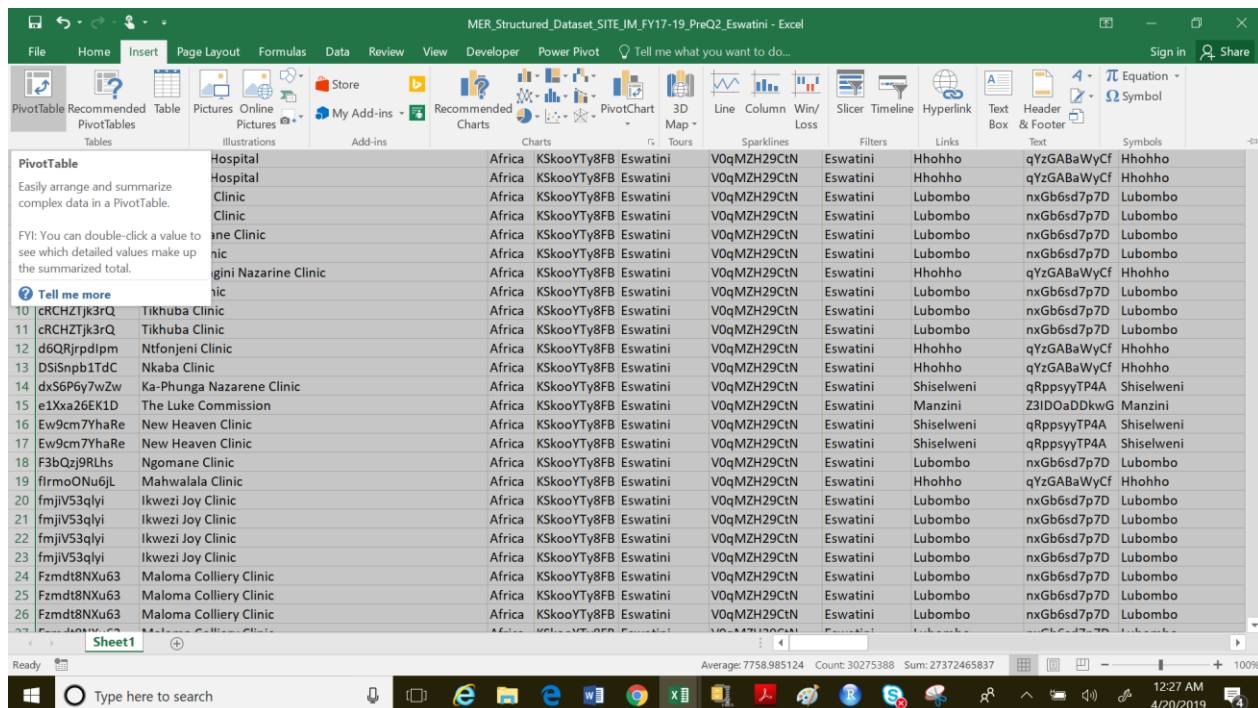 MER_Structured_Dataset_SITE_IM_FY17-19_PreQ2_Eswatini - Excel
File Home Insert Page Layout Formulas Data Review View Developer Power Pivot Tell me what you want to do... Sign in Share
PivotTable Recommended PivotTables Table Pictures Online Pictures Store My Add-ins Recommended Charts PivotChart 3D Map Line Column Win/Loss Slicer Timeline Hyperlink Text Box Header & Footer Equation Symbol
Tables Illustrations Add-ins Charts Tours Sparklines Filters Links Text Symbols
PivotTable
Easily arrange and summarize
complex data in a PivotTable.
FYI: You can double-click a value to
see which detailed values make up
the summarized total.
Tell me more
Hospital Africa KSkooYTy8FB Eswatini V0qMZH29CtN Eswatini Hhohho qYzGABaWyCf Hhohho
Hospital Africa KSkooYTy8FB Eswatini V0qMZH29CtN Eswatini Hhohho qYzGABaWyCf Hhohho
Clinic Africa KSkooYTy8FB Eswatini V0qMZH29CtN Eswatini Lubombo nxGb6sd7p7D Lubombo
Clinic Africa KSkooYTy8FB Eswatini V0qMZH29CtN Eswatini Lubombo nxGb6sd7p7D Lubombo
ane Clinic Africa KSkooYTy8FB Eswatini V0qMZH29CtN Eswatini Lubombo nxGb6sd7p7D Lubombo
nic Africa KSkooYTy8FB Eswatini V0qMZH29CtN Eswatini Lubombo nxGb6sd7p7D Lubombo
gini Nazarine Clinic Africa KSkooYTy8FB Eswatini V0qMZH29CtN Eswatini Hhohho qYzGABaWyCf Hhohho
nic Africa KSkooYTy8FB Eswatini V0qMZH29CtN Eswatini Lubombo nxGb6sd7p7D Lubombo
10 cRCHZTjk3rQ Tikhuba Clinic Africa KSkooYTy8FB Eswatini V0qMZH29CtN Eswatini Lubombo nxGb6sd7p7D Lubombo
11 cRCHZTjk3rQ Tikhuba Clinic Africa KSkooYTy8FB Eswatini V0qMZH29CtN Eswatini Lubombo nxGb6sd7p7D Lubombo
12 d6QRjrpdIpm Ntfonjeni Clinic Africa KSkooYTy8FB Eswatini V0qMZH29CtN Eswatini Hhohho qYzGABaWyCf Hhohho
13 DSiSnpb1TdC Nkaba Clinic Africa KSkooYTy8FB Eswatini V0qMZH29CtN Eswatini Hhohho qYzGABaWyCf Hhohho
14 dxS6P6y7wZw Ka-Phunga Nazarene Clinic Africa KSkooYTy8FB Eswatini V0qMZH29CtN Eswatini Shiselweni qRppsyyTP4A Shiselweni
15 e1Xxa26EK1D The Luke Commission Africa KSkooYTy8FB Eswatini V0qMZH29CtN Eswatini Manzini Z3IDOaDDkwG Manzini
16 Ew9cm7YhaRe New Heaven Clinic Africa KSkooYTy8FB Eswatini V0qMZH29CtN Eswatini Shiselweni qRppsyyTP4A Shiselweni
17 Ew9cm7YhaRe New Heaven Clinic Africa KSkooYTy8FB Eswatini V0qMZH29CtN Eswatini Shiselweni qRppsyyTP4A Shiselweni
18 F3bQzj9RLhs Ngomane Clinic Africa KSkooYTy8FB Eswatini V0qMZH29CtN Eswatini Lubombo nxGb6sd7p7D Lubombo
19 fIrmoONu6jL Mahwalala Clinic Africa KSkooYTy8FB Eswatini V0qMZH29CtN Eswatini Hhohho qYzGABaWyCf Hhohho
20 fmjiV53qlyi Ikwezi Joy Clinic Africa KSkooYTy8FB Eswatini V0qMZH29CtN Eswatini Lubombo nxGb6sd7p7D Lubombo
21 fmjiV53qlyi Ikwezi Joy Clinic Africa KSkooYTy8FB Eswatini V0qMZH29CtN Eswatini Lubombo nxGb6sd7p7D Lubombo
22 fmjiV53qlyi Ikwezi Joy Clinic Africa KSkooYTy8FB Eswatini V0qMZH29CtN Eswatini Lubombo nxGb6sd7p7D Lubombo
23 fmjiV53qlyi Ikwezi Joy Clinic Africa KSkooYTy8FB Eswatini V0qMZH29CtN Eswatini Lubombo nxGb6sd7p7D Lubombo
24 Fzmdt8NXu63 Maloma Colliery Clinic Africa KSkooYTy8FB Eswatini V0qMZH29CtN Eswatini Lubombo nxGb6sd7p7D Lubombo
25 Fzmdt8NXu63 Maloma Colliery Clinic Africa KSkooYTy8FB Eswatini V0qMZH29CtN Eswatini Lubombo nxGb6sd7p7D Lubombo
26 Fzmdt8NXu63 Maloma Colliery Clinic Africa KSkooYTy8FB Eswatini V0qMZH29CtN Eswatini Lubombo nxGb6sd7p7D Lubombo
Sheet1
Ready Average: 7758.985124 Count: 30275388 Sum: 27372465837 100%
Type here to search 12:27 AM
4/20/2019